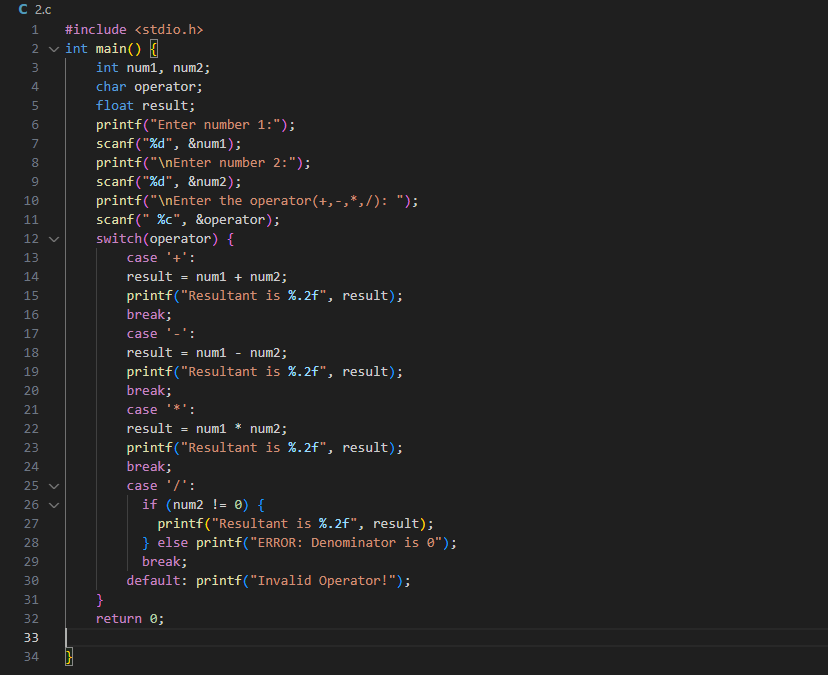 C 2.c
1 #include <stdio.h>
2 int main() {
3 int num1, num2;
4 char operator;
5 float result;
6 printf("Enter number 1:");
7 scanf("%d", &num1);
8 printf("\nEnter number 2:");
9 scanf("%d", &num2);
10 printf("\nEnter the operator(+,-,*,/): ");
11 scanf(" %c", &operator);
12 switch(operator) {
13 case '+':
14 result = num1 + num2;
15 printf("Resultant is %.2f", result);
16 break;
17 case '-':
18 result = num1 - num2;
19 printf("Resultant is %.2f", result);
20 break;
21 case '*':
22 result = num1 * num2;
23 printf("Resultant is %.2f", result);
24 break;
25 case '/':
26 if (num2 != 0) {
27 printf("Resultant is %.2f", result);
28 } else printf("ERROR: Denominator is 0");
29 break;
30 default: printf("Invalid Operator!");
31 }
32 return 0;
33
34 }